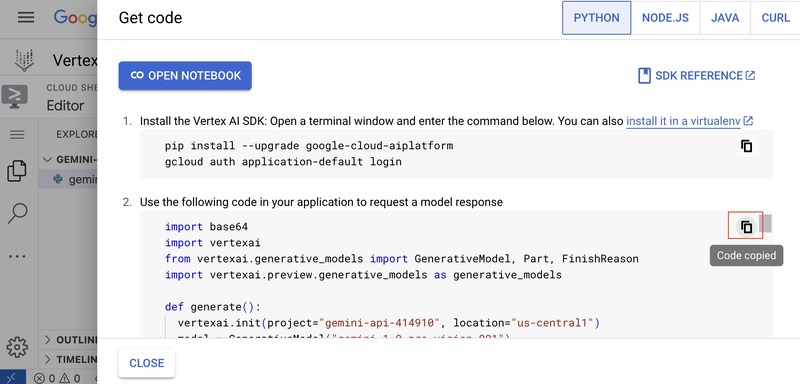 Get code
PYTHON
NODE.JS
JAVA
CURL
Goog
Vertex
OPEN NOTEBOOK
SDK REFERENCE
CLOUD SHE
Editor
EXPLORE
GEMINI-
gemin
1. Install the Vertex AI SDK: Open a terminal window and enter the command below. You can also install it in a virtualenv
pip install --upgrade google-cloud-aiplatform
gcloud auth application-default login
2. Use the following code in your application to request a model response
import base64
import vertexai
from vertexai.generative_models import GenerativeModel, Part, FinishReason
import vertexai.preview.generative_models as generative_models
Code copied
def generate():
vertexai.init(project="gemini-api-414910", location="us-central1")
OUTLIN
TIMELIN
CLOSE
0 0